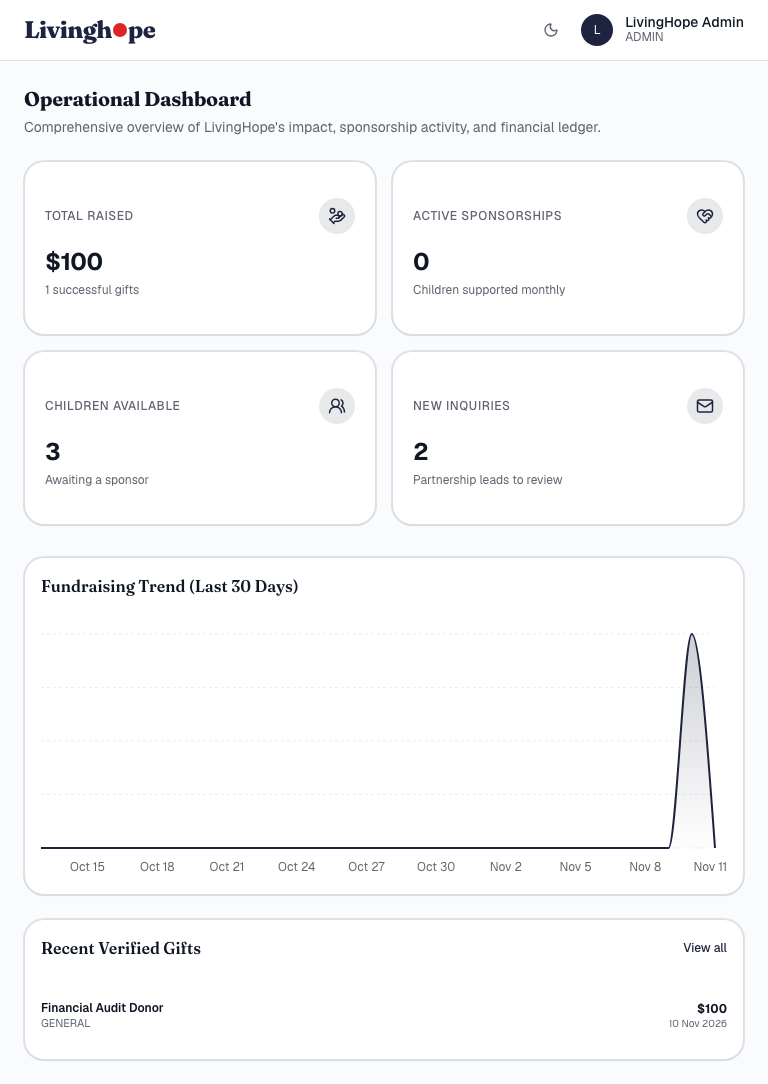 Livinghope
L
LivingHope Admin
ADMIN
Operational Dashboard
Comprehensive overview of LivingHope's impact, sponsorship activity, and financial ledger.
TOTAL RAISED
$100
1 successful gifts
ACTIVE SPONSORSHIPS
0
Children supported monthly
CHILDREN AVAILABLE
3
Awaiting a sponsor
NEW INQUIRIES
2
Partnership leads to review
Fundraising Trend (Last 30 Days)
Oct 15 Oct 18 Oct 21 Oct 24 Oct 27 Oct 30 Nov 2 Nov 5 Nov 8 Nov 11
Recent Verified Gifts
View all
Financial Audit Donor
$100
GENERAL
10 Nov 2026